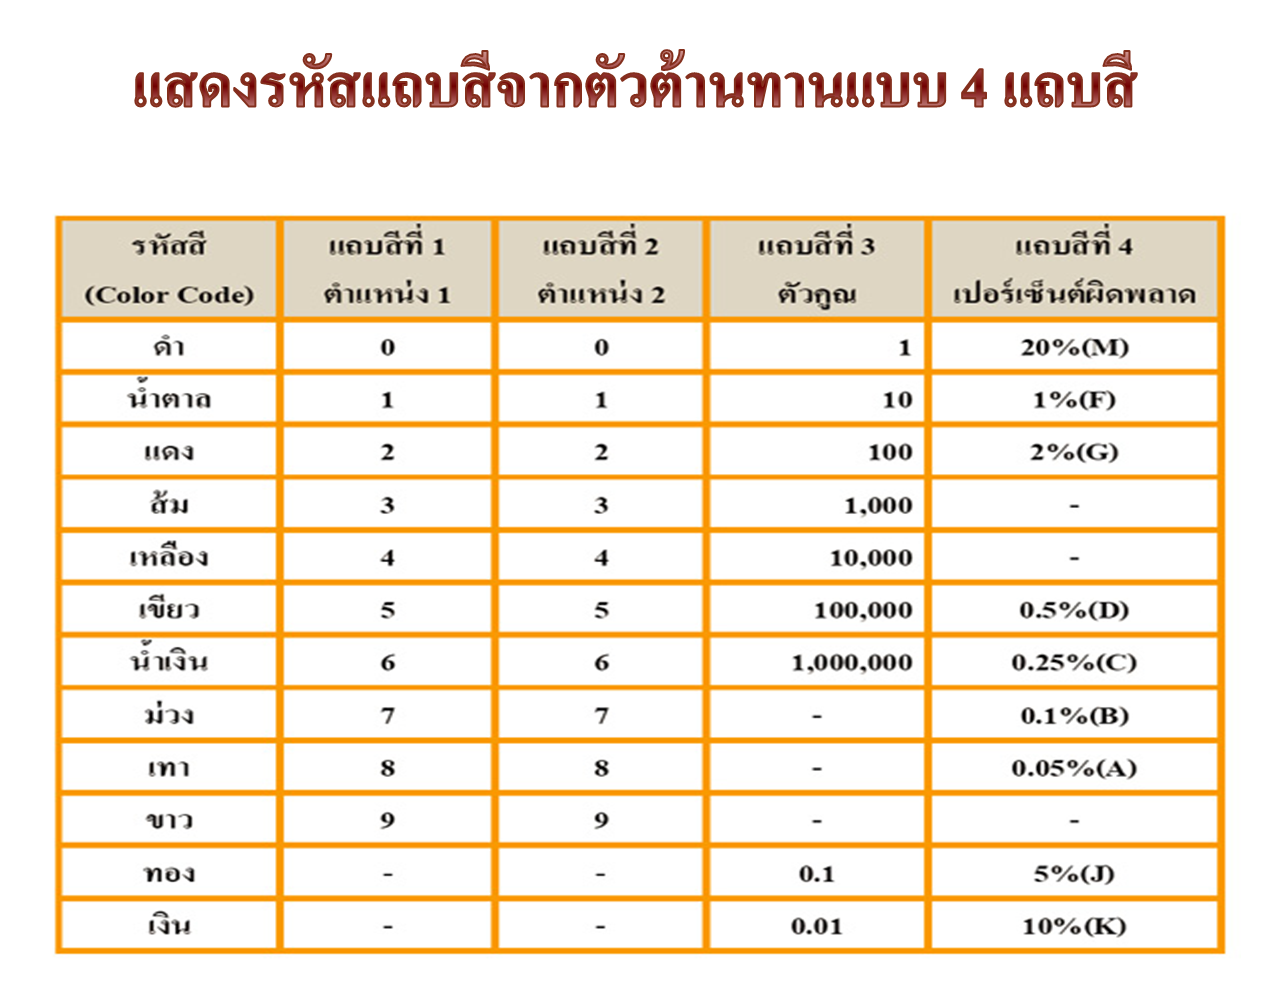 แสดงรหัสแถบสีจากตัวต้านทานแบบ 4 แถบสี
รหัสสี แถบสีที่ 1 แถบสีที่ 2 แถบสีที่ 3 แถบสีที่ 4
(Color Code) ตำแหน่ง 1 ตำแหน่ง 2 ตัวคูณ เปอร์เซ็นต์ผิดพลาด
ดำ 0 0 1 20%(M)
น้ำตาล 1 1 10 1%(F)
แดง 2 2 100 2%(G)
ส้ม 3 3 1,000 -
เหลือง 4 4 10,000 -
เขียว 5 5 100,000 0.5%(D)
น้ำเงิน 6 6 1,000,000 0.25%(C)
ม่วง 7 7 - 0.1%(B)
เทา 8 8 - 0.05%(A)
ขาว 9 9 - -
ทอง - - 0.1 5%(J)
เงิน - - 0.01 10%(K)